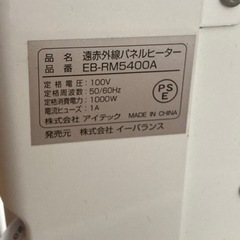 品 名 遠赤外線パネルヒーター
品 番 EB-RM5400A
定格電圧：100V
定格周波数：50/60Hz
定格消費電力：1000W
電流ヒューズ：1A
株式会社 アイテック MADE IN CHINA
発売元 株式会社 イーバランス
PSE